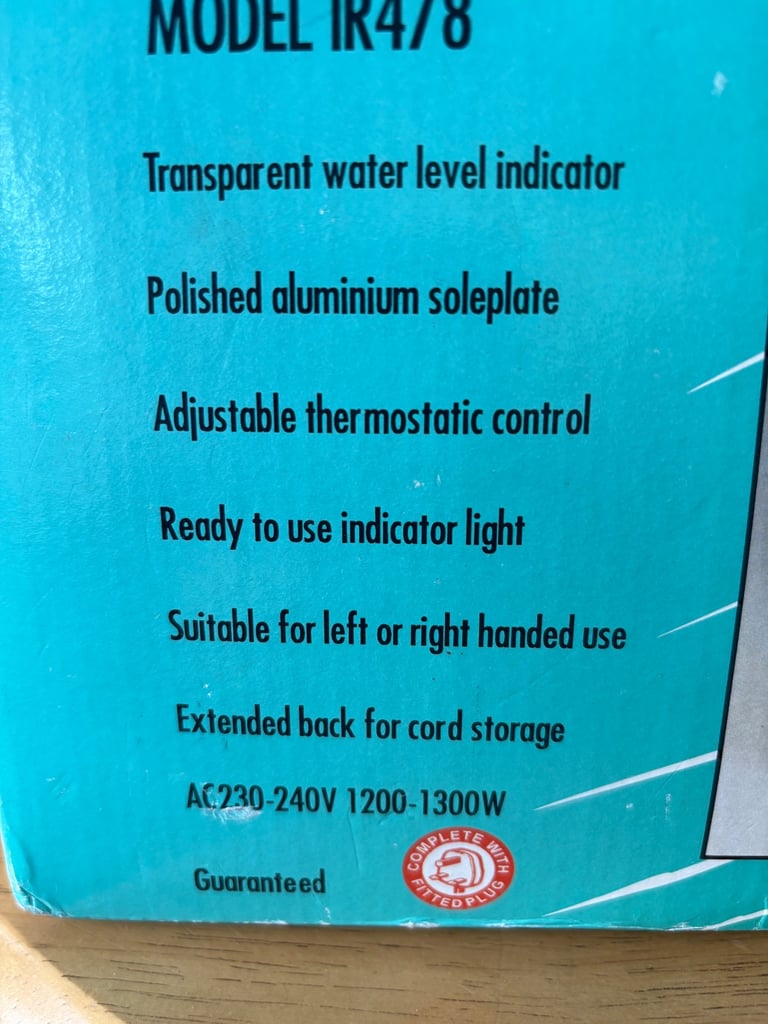 MODEL IR478
Transparent water level indicator
Polished aluminium soleplate
Adjustable thermostatic control
Ready to use indicator light
Suitable for left or right handed use
Extended back for cord storage
AC230-240V 1200-1300W
Guaranteed
COMPLETE WITH
FITTED PLUG